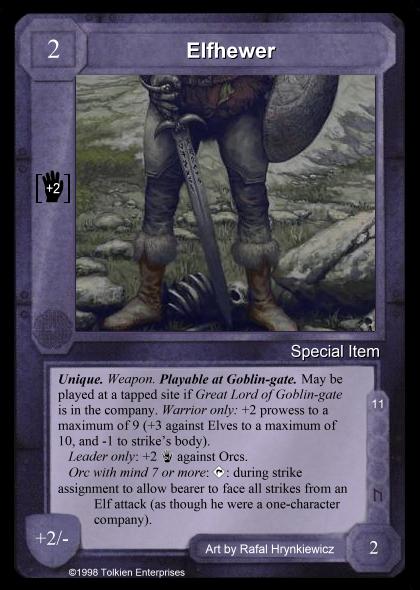 2
Elfhewer
[+2]
Special Item
Unique. Weapon. Playable at Goblin-gate. May be
played at a tapped site if Great Lord of Goblin-gate
is in the company. Warrior only: +2 prowess to a
maximum of 9 (+3 against Elves to a maximum of
10, and -1 to strike's body).
Leader only: +2 against Orcs.
Orc with mind 7 or more: : during strike
assignment to allow bearer to face all strikes from an
Elf attack (as though he were a one-character
company).
11
+2/-
Art by Rafal Hrynkiewicz
2
©1998 Tolkien Enterprises